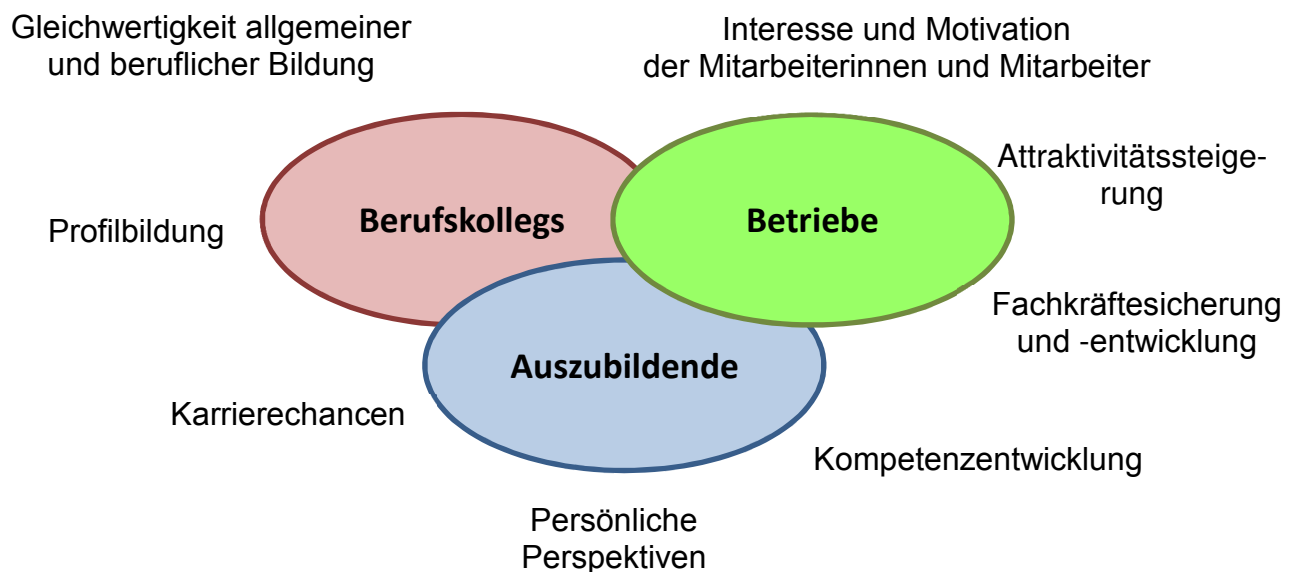 Gleichwertigkeit allgemeiner
und beruflicher Bildung
Interesse und Motivation
der Mitarbeiterinnen und Mitarbeiter
Attraktivitätssteige-
rung
Berufskollegs
Betriebe
Profilbildung
Fachkräftesicherung
und -entwicklung
Auszubildende
Karrierechancen
Kompetenzentwicklung
Persönliche
Perspektiven